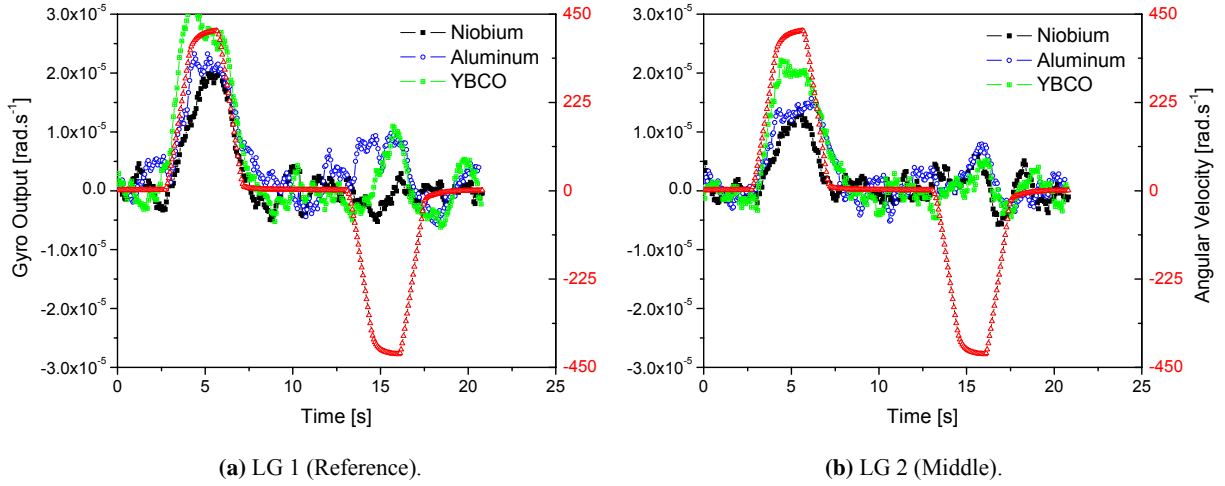 3.0x10-5
2.0x10-5
1.0x10-5
0.0
-1.0x10-5
-2.0x10-5
-3.0x10-5
Gyro Output [rad.s-1]
Niobium
Aluminum
YBCO
450
225
0
-225
-450
0 5 10 15 20 25
Time [s]
(a) LG 1 (Reference).
3.0x10-5
2.0x10-5
1.0x10-5
0.0
-1.0x10-5
-2.0x10-5
-3.0x10-5
Niobium
Aluminum
YBCO
450
225
0
-225
-450
Angular Velocity [rad.s-1]
0 5 10 15 20 25
Time [s]
(b) LG 2 (Middle).